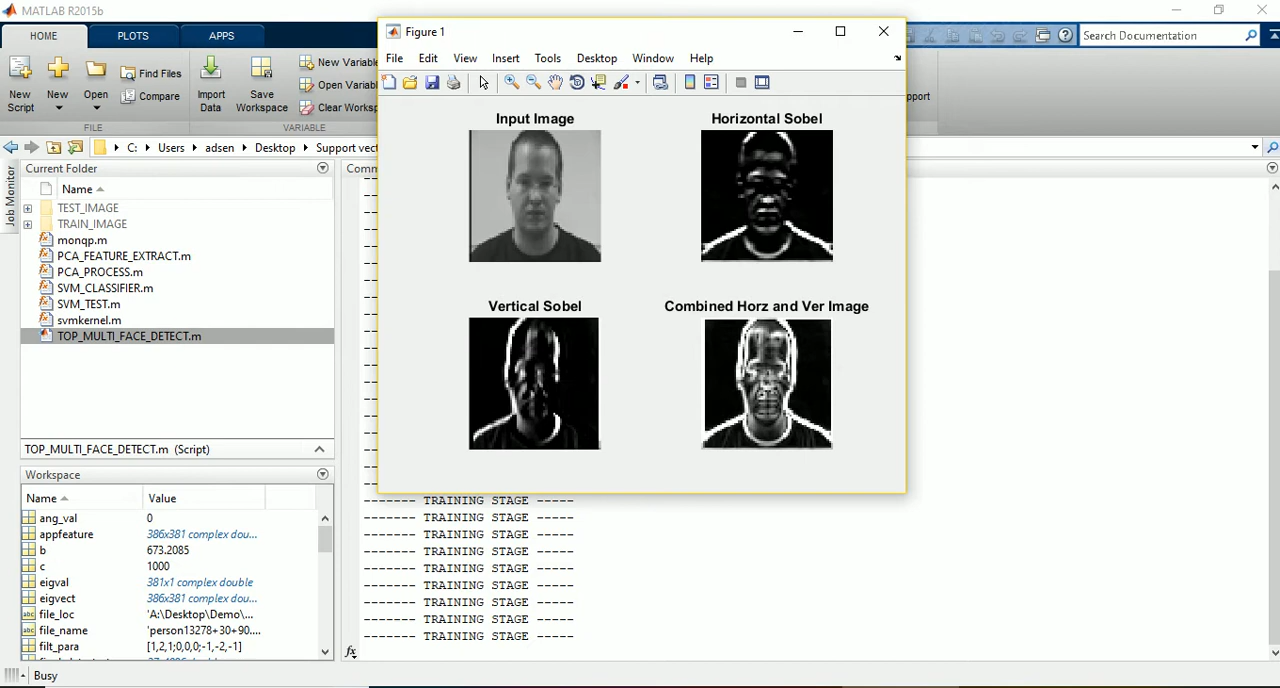 MATLAB R2015b
HOME
PLOTS
APPS
Search Documentation
New Script
New
Open
Find Files
Compare
Import Data
Save Workspace
New Variable
Open Variable
Clear Workspace
FILE
VARIABLE
port
C:
Users
adsen
Desktop
Support vect
Job Monitor
Current Folder
Name
TEST_IMAGE
TRAIN_IMAGE
monqp.m
PCA_FEATURE_EXTRACT.m
PCA_PROCESS.m
SVM_CLASSIFIER.m
SVM_TEST.m
svmkernel.m
TOP_MULTI_FACE_DETECT.m
TOP_MULTI_FACE_DETECT.m (Script)
Workspace
Name Value
ang_val 0
appfeature 386x381 complex dou...
b 673.2085
c 1000
eigval 381x1 complex double
eigvect 386x381 complex dou...
file_loc 'A:\Desktop\Demo\...
file_name 'person13278+30+90....
filt_para [1,2,1;0,0,0;-1,-2,-1]
Busy
Comm
Figure 1
File Edit View Insert Tools Desktop Window Help
Input Image
Horizontal Sobel
Vertical Sobel
Combined Horz and Ver Image
------- TRAINING STAGE -----
------- TRAINING STAGE -----
------- TRAINING STAGE -----
------- TRAINING STAGE -----
------- TRAINING STAGE -----
------- TRAINING STAGE -----
------- TRAINING STAGE -----
------- TRAINING STAGE -----
------- TRAINING STAGE -----
fx